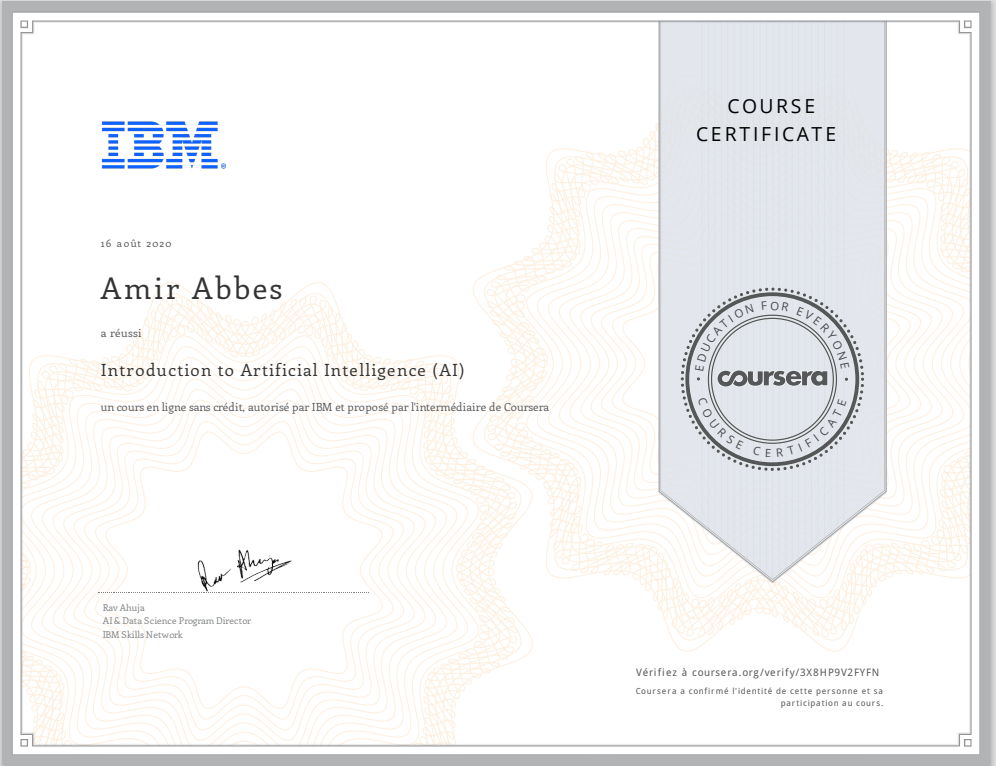 COURSE
CERTIFICATE
IBM®
16 août 2020
Amir Abbes
a réussi
Introduction to Artificial Intelligence (AI)
un cours en ligne sans crédit, autorisé par IBM et proposé par l'intermédiaire de Coursera
EDUCATION FOR EVERYONE
coursera
COURSE CERTIFICATE
Rav Ahuja
Rav Ahuja
AI & Data Science Program Director
IBM Skills Network
Vérifiez à coursera.org/verify/3X8HP9V2FYFN
Coursera a confirmé l'identité de cette personne et sa
participation au cours.